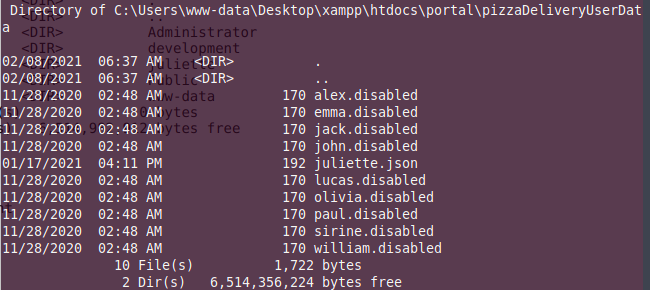 Directory of C:\Users\www-data\Desktop\xampp\htdocs\portal\pizzaDeliveryUserDat
a
<DIR> ..
<DIR> Administrator
<DIR> development
02/08/2021 06:37 AM <DIR> .
02/08/2021 06:37 AM <DIR> ..
11/28/2020 02:48 AM 170 alex.disabled
11/28/2020 02:48 AM 170 emma.disabled
11/28/2020 02:48 AM 170 jack.disabled
11/28/2020 02:48 AM 170 john.disabled
01/17/2021 04:11 PM 192 juliette.json
11/28/2020 02:48 AM 170 lucas.disabled
11/28/2020 02:48 AM 170 olivia.disabled
11/28/2020 02:48 AM 170 paul.disabled
11/28/2020 02:48 AM 170 sirine.disabled
11/28/2020 02:48 AM 170 william.disabled
10 File(s) 1,722 bytes
2 Dir(s) 6,514,356,224 bytes free